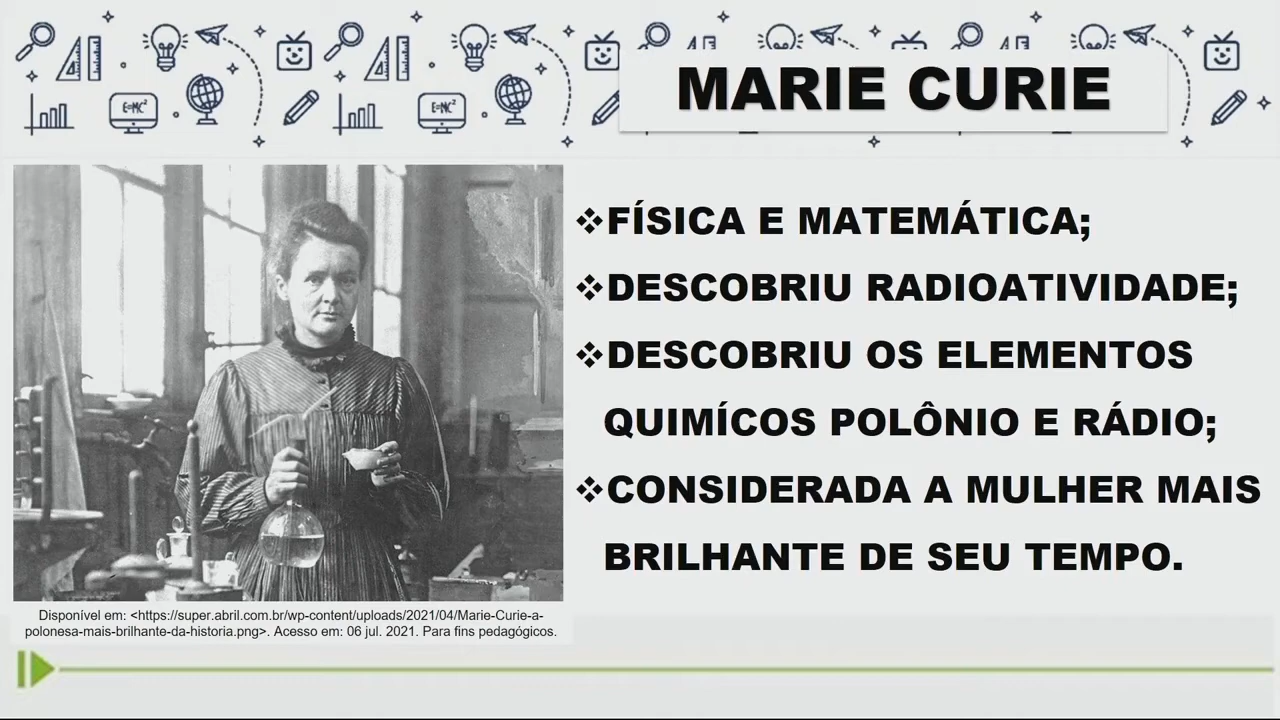 E=MC²
E=MC²
MARIE CURIE
❖FÍSICA E MATEMÁTICA;
❖DESCOBRIU RADIOATIVIDADE;
❖DESCOBRIU OS ELEMENTOS
QUIMÍCOS POLÔNIO E RÁDIO;
❖CONSIDERADA A MULHER MAIS
BRILHANTE DE SEU TEMPO.
Disponível em: <https://super.abril.com.br/wp-content/uploads/2021/04/Marie-Curie-a-
polonesa-mais-brilhante-da-historia.png>. Acesso em: 06 jul. 2021. Para fins pedagógicos.